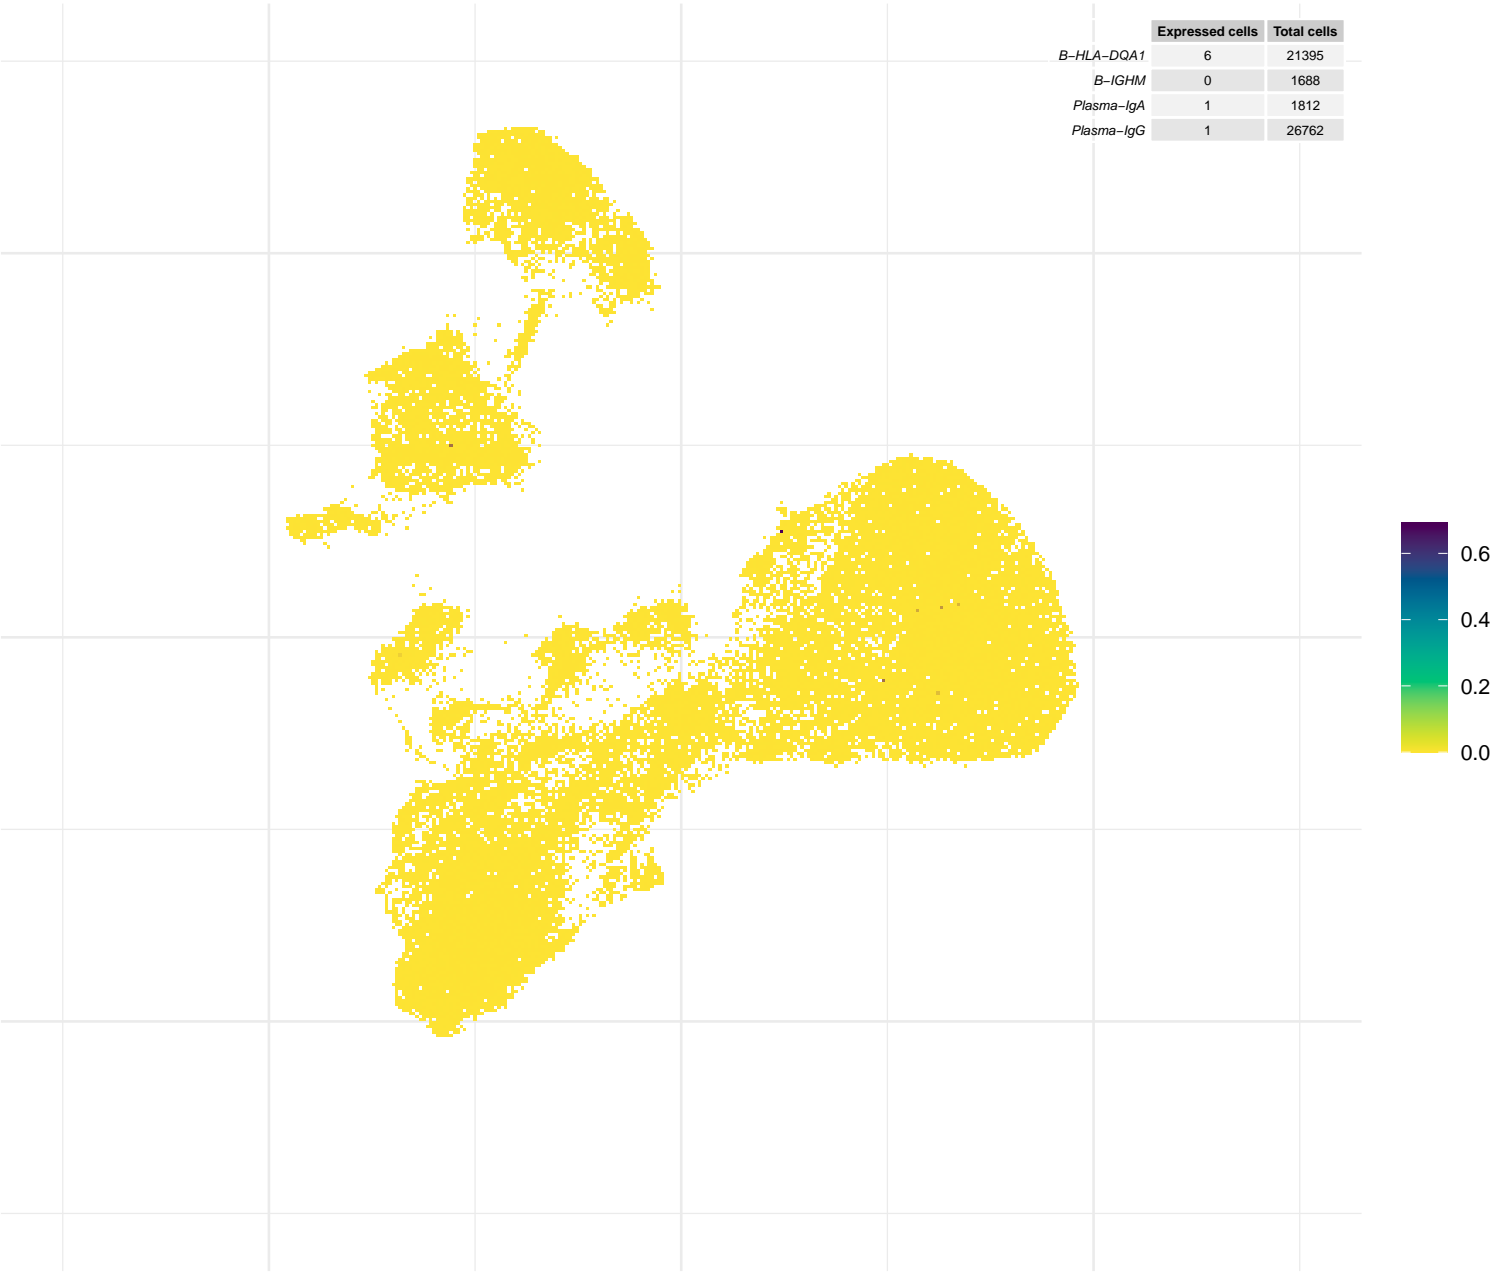 Expressed cells Total cells
B−HLA−DQA1 6 21395
B−IGHM 0 1688
Plasma−IgA 1 1812
Plasma−IgG 1 26762
0.6
0.4
0.2
0.0